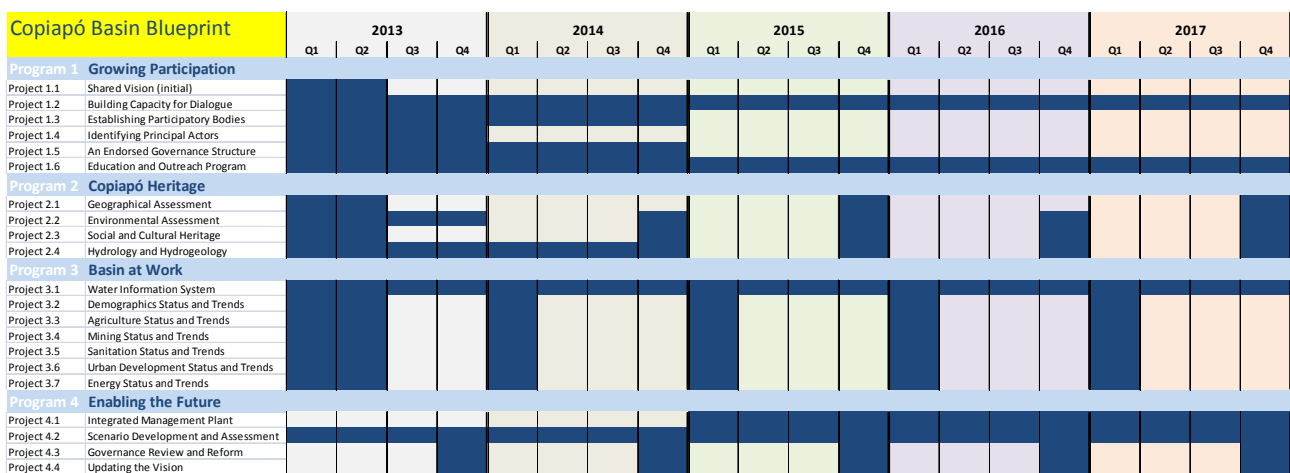 Copiapó Basin Blueprint 2013 2014 2015 2016 2017
Q1 Q2 Q3 Q4 Q1 Q2 Q3 Q4 Q1 Q2 Q3 Q4 Q1 Q2 Q3 Q4 Q1 Q2 Q3 Q4
Program 1 Growing Participation
Project 1.1 Shared Vision (initial)
Project 1.2 Building Capacity for Dialogue
Project 1.3 Establishing Participatory Bodies
Project 1.4 Identifying Principal Actors
Project 1.5 An Endorsed Governance Structure
Project 1.6 Education and Outreach Program
Program 2 Copiapó Heritage
Project 2.1 Geographical Assessment
Project 2.2 Environmental Assessment
Project 2.3 Social and Cultural Heritage
Project 2.4 Hydrology and Hydrogeology
Program 3 Basin at Work
Project 3.1 Water Information System
Project 3.2 Demographics Status and Trends
Project 3.3 Agriculture Status and Trends
Project 3.4 Mining Status and Trends
Project 3.5 Sanitation Status and Trends
Project 3.6 Urban Development Status and Trends
Project 3.7 Energy Status and Trends
Program 4 Enabling the Future
Project 4.1 Integrated Management Plant
Project 4.2 Scenario Development and Assessment
Project 4.3 Governance Review and Reform
Project 4.4 Updating the Vision